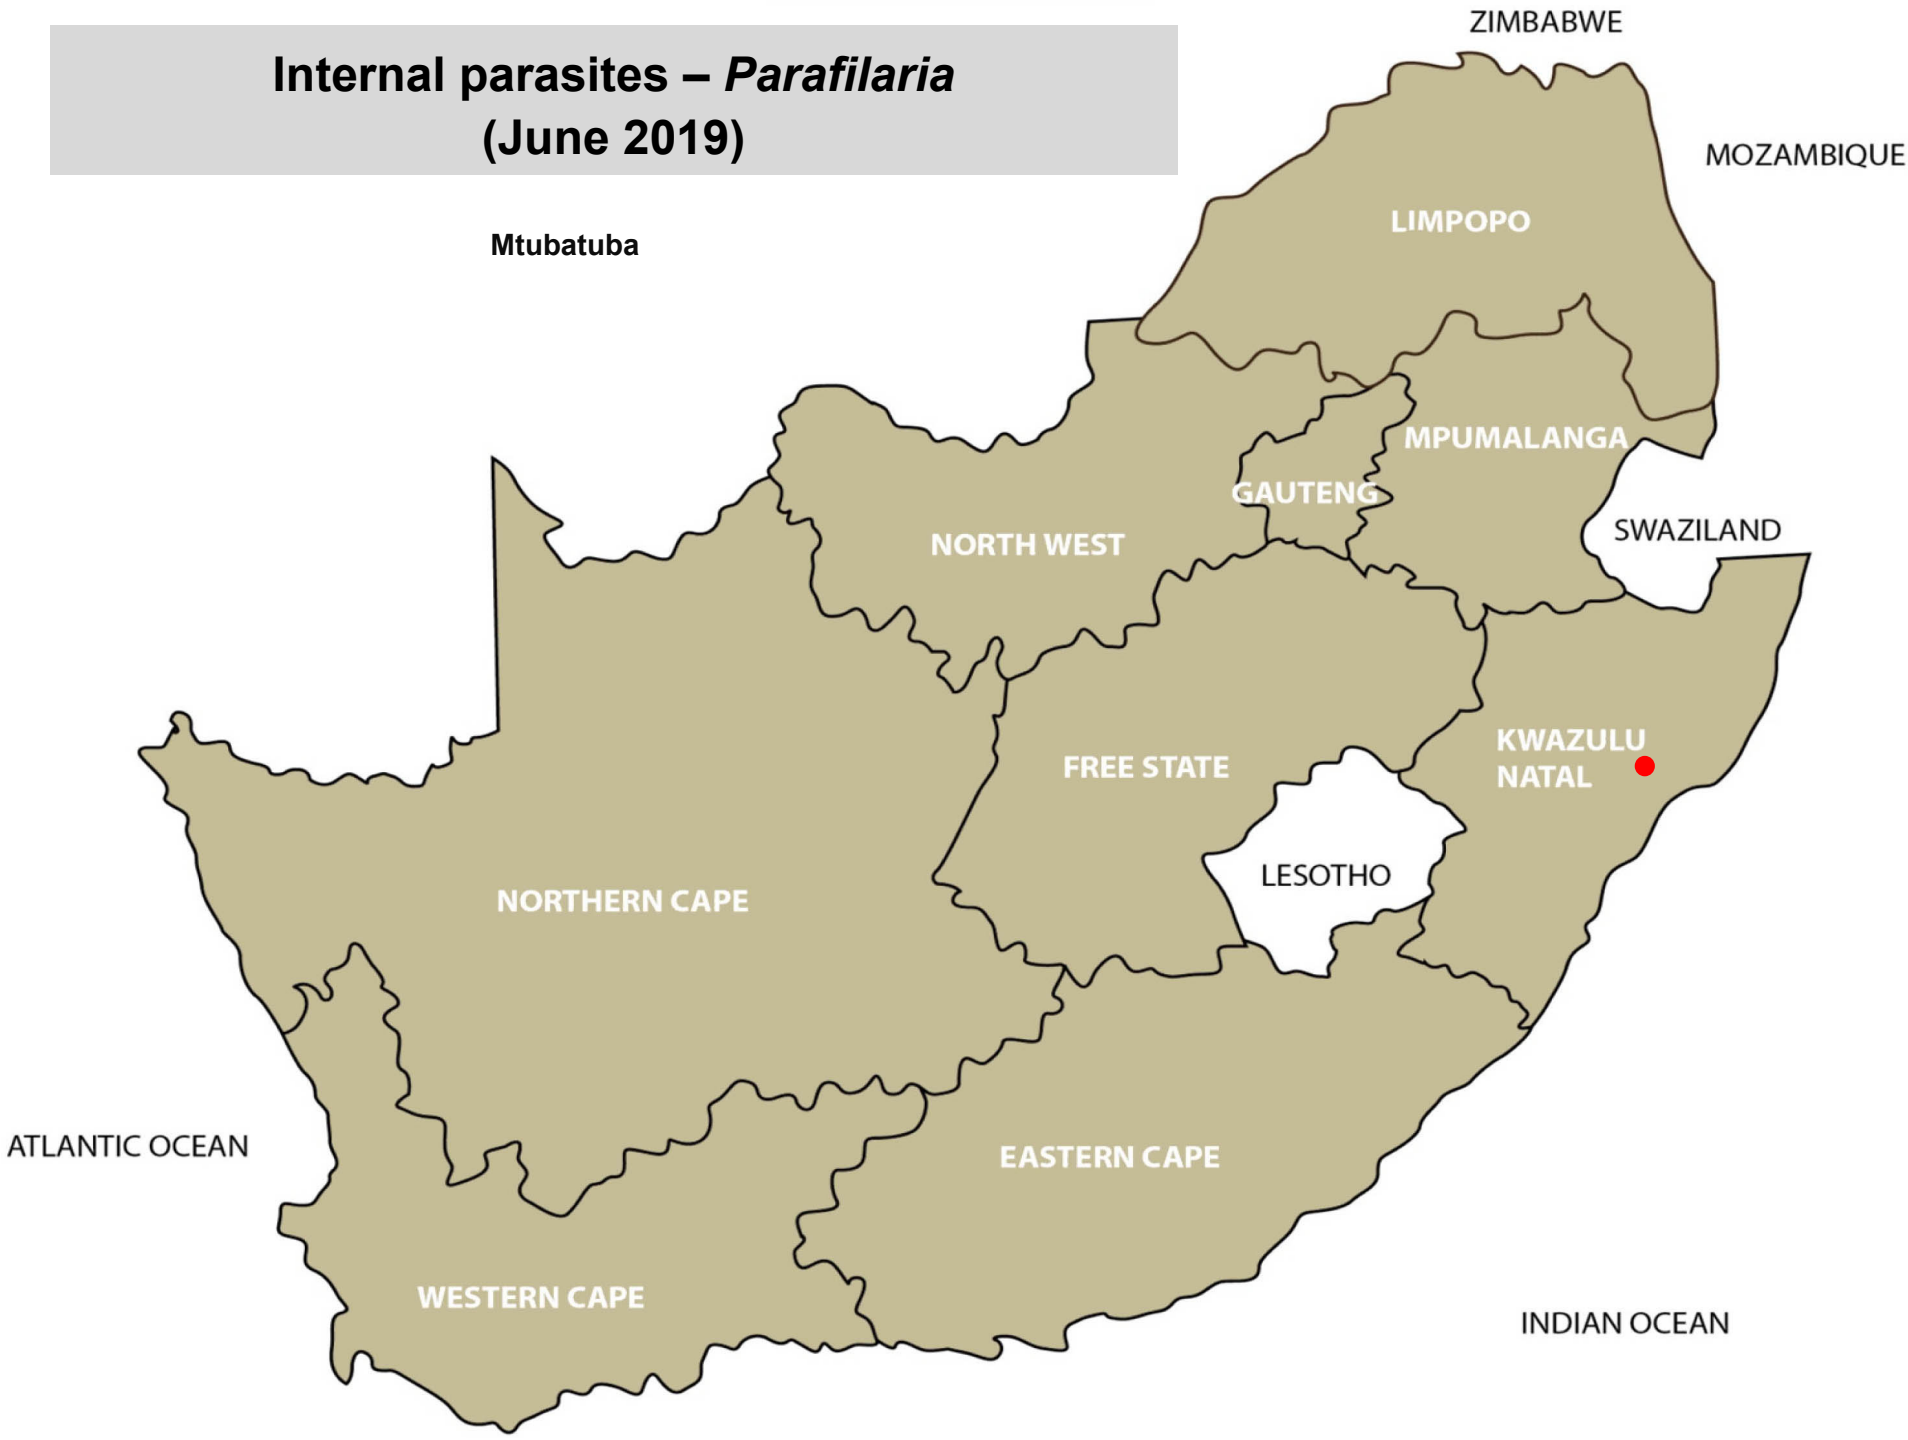 Internal parasites – Parafilaria
(June 2019)
Mtubatuba
ZIMBABWE
MOZAMBIQUE
LIMPOPO
MPUMALANGA
GAUTENG
SWAZILAND
NORTH WEST
KWAZULU
NATAL
FREE STATE
LESOTHO
NORTHERN CAPE
ATLANTIC OCEAN
EASTERN CAPE
WESTERN CAPE
INDIAN OCEAN